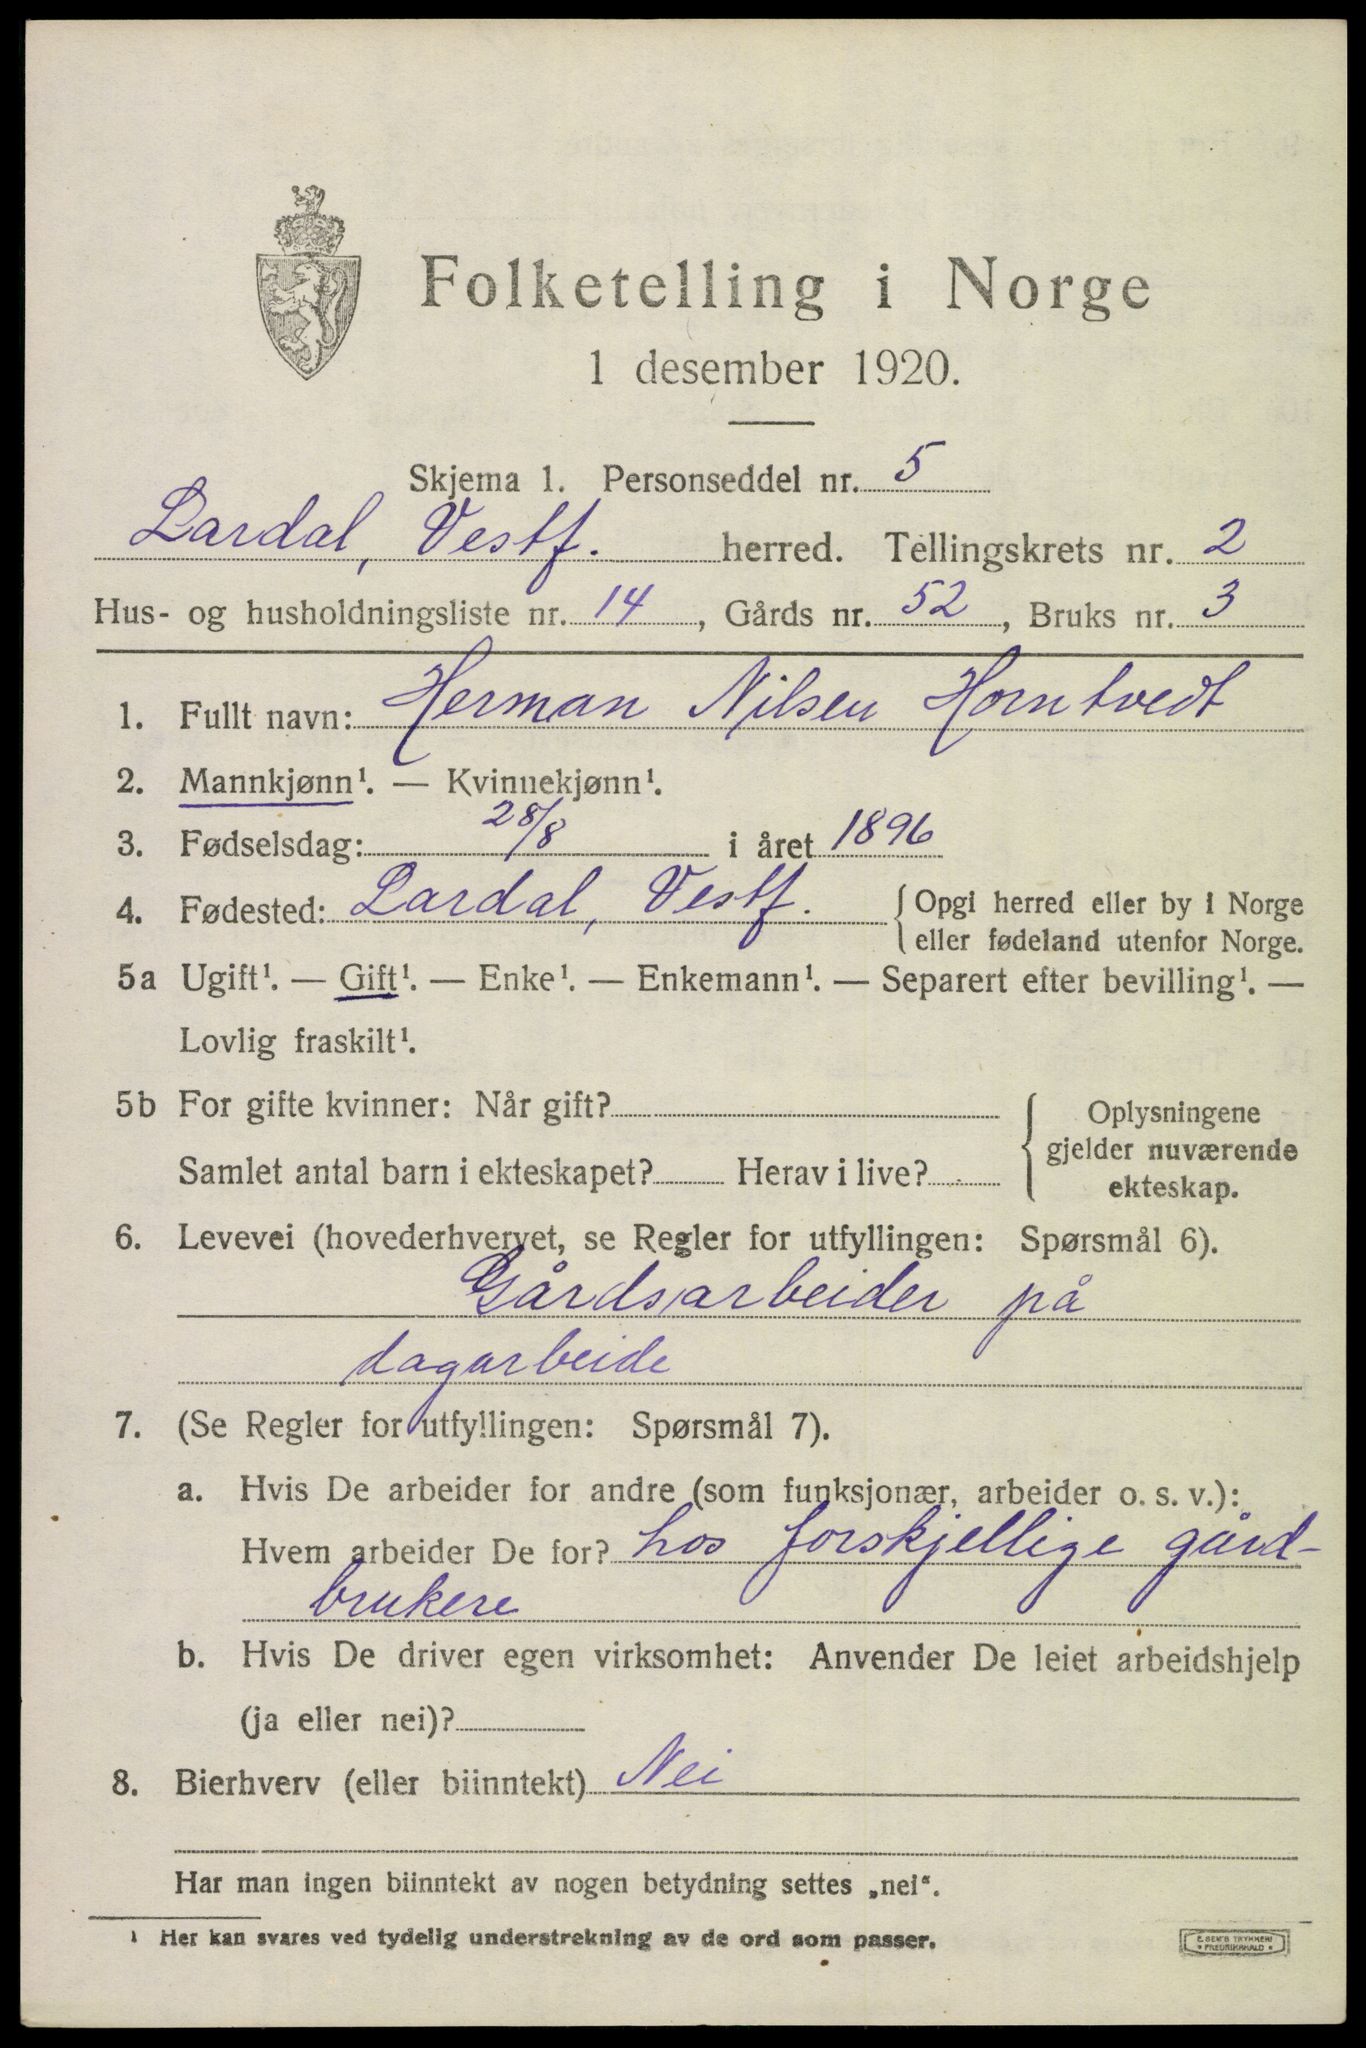 Folketelling i Norge
1 desember 1920.
Skjema 1. Personseddel nr. 5
Lardal, Vestf. herred. Tellingskrets nr. 2
Hus- og husholdningsliste nr. 14, Gårds nr. 52, Bruks nr. 3
1. Fullt navn: Herman Nilsen Horntvedt
2. Mannkjønn¹. — Kvinnekjønn¹.
3. Fødselsdag: 28/8 i året 1896
4. Fødested: Lardal, Vestf. { Opgi herred eller by i Norge
eller fødeland utenfor Norge.
5a Ugift¹. — Gift¹. — Enke¹. — Enkemann¹. — Separert efter bevilling¹. —
Lovlig fraskilt¹.
5b For gifte kvinner: Når gift?
Samlet antal barn i ekteskapet? Herav i live?
Oplysningene
gjelder nuværende
ekteskap.
6. Levevei (hovederhvervet, se Regler for utfyllingen: Spørsmål 6).
Gårdsarbeider på
dagarbeide
7. (Se Regler for utfyllingen: Spørsmål 7).
a. Hvis De arbeider for andre (som funksjonær, arbeider o. s. v.):
Hvem arbeider De for? hos forskjellige gård-
brukere
b. Hvis De driver egen virksomhet: Anvender De leiet arbeidshjelp
(ja eller nei)?
8. Bierhverv (eller biinntekt) Nei
Har man ingen biinntekt av nogen betydning settes „nei“.
¹ Her kan svares ved tydelig understrekning av de ord som passer.
E. SEM'S TRYKKERI
FREDRIKSHALD